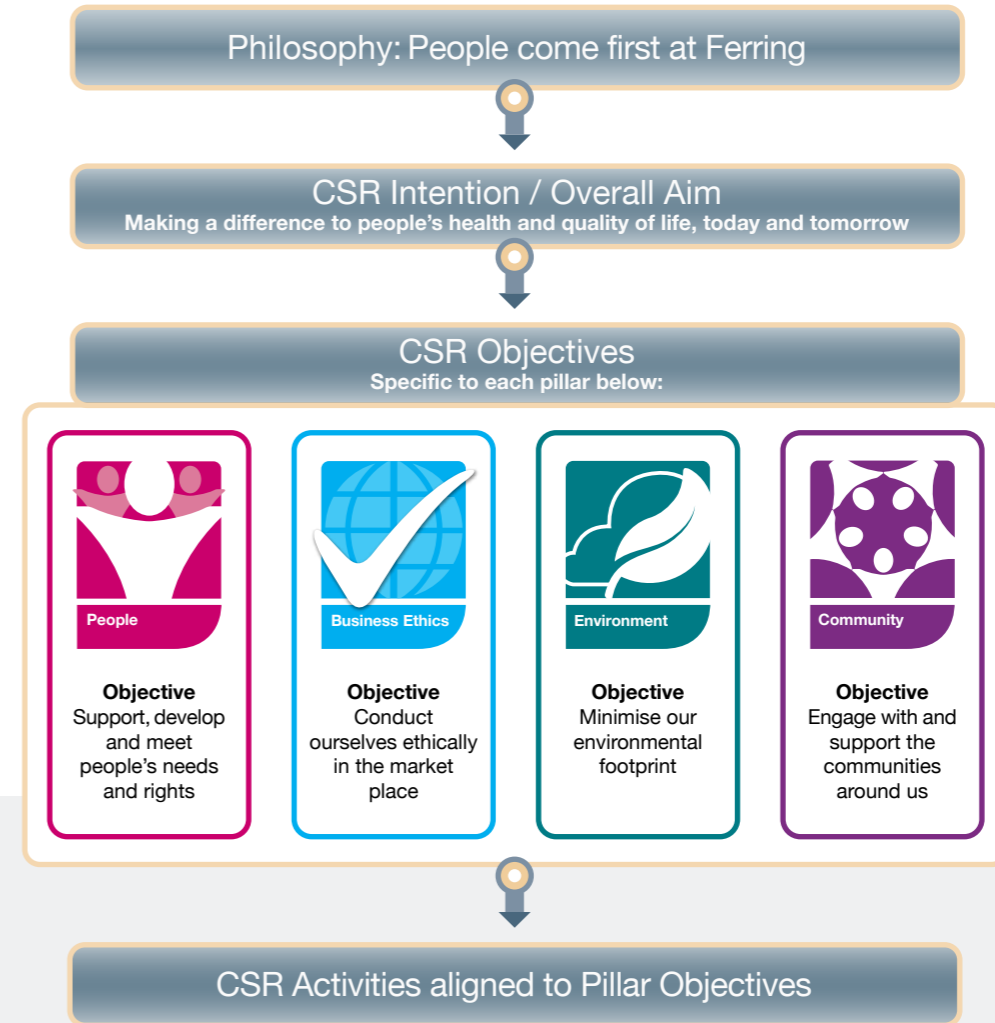 Philosophy: People come first at Ferring
CSR Intention / Overall Aim
Making a difference to people's health and quality of life, today and tomorrow
CSR Objectives
Specific to each pillar below:
People
Objective
Support, develop
and meet
people's needs
and rights
Business Ethics
Objective
Conduct
ourselves ethically
in the market
place
Environment
Objective
Minimise our
environmental
footprint
Community
Objective
Engage with and
support the
communities
around us
CSR Activities aligned to Pillar Objectives